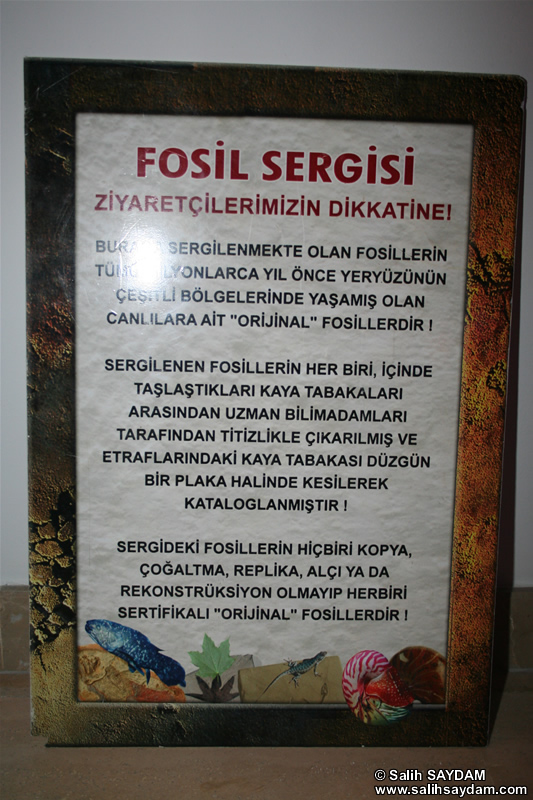 FOSİL SERGİSİ
ZİYARETÇİLERİMİZİN DİKKATİNE!
SERGİLENMEKTE OLAN FOSİLLERİN
YIL ÖNCE YERYÜZÜNÜN
ÇEŞİTLİ BÖLGELERİNDE YAŞAMIŞ OLAN
CANLILARA AİT "ORİJİNAL" FOSİLLERDİR !
SERGİLENEN FOSİLLERİN HER BİRİ, İÇİNDE
TAŞLAŞTIKLARI KAYA TABAKALARI
ARASINDAN UZMAN BİLİMADAMLARI
TARAFINDAN TİTİZLİKLE ÇIKARILMIŞ VE
ETRAFLARINDAKİ KAYA TABAKASI DÜZGÜN
BİR PLAKA HALİNDE KESİLEREK
KATALOGLANMIŞTIR !
SERGİDEKİ FOSİLLERİN HİÇBİRİ KOPYA,
ÇOĞALTMA, REPLİKA, ALÇI YA DA
REKONSTRÜKSİYON OLMAYIP HERBİRİ
SERTİFİKALI "ORİJİNAL" FOSİLLERDİR !
© Salih SAYDAM
www.salihsaydam.com